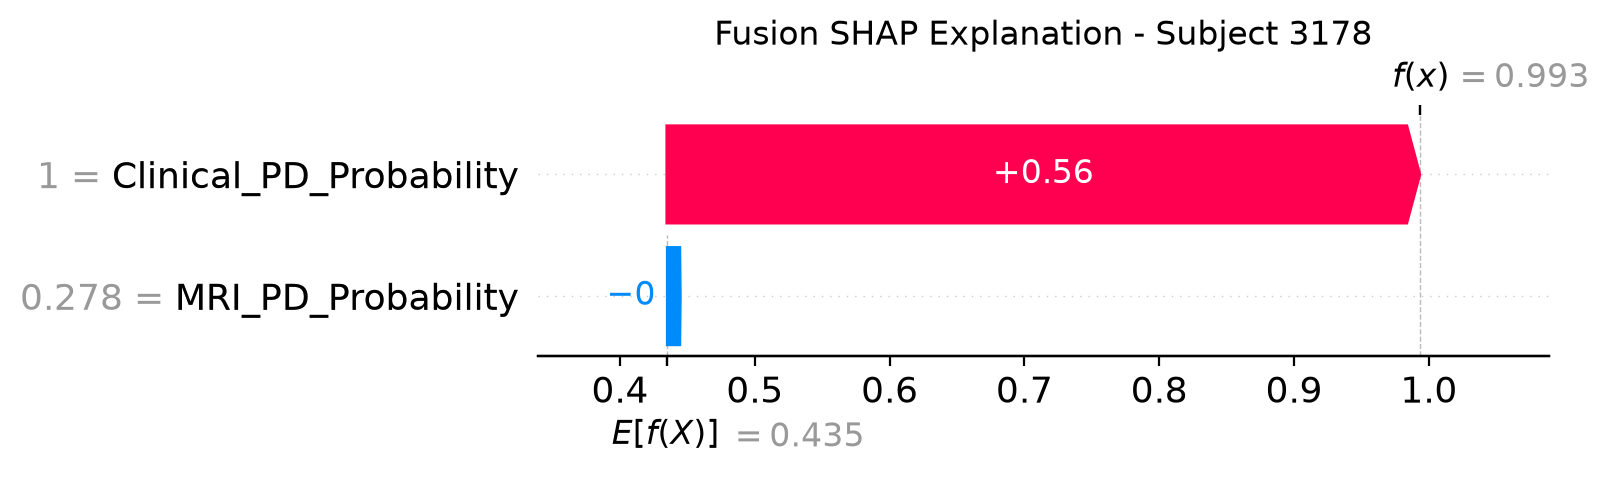 Fusion SHAP Explanation - Subject 3178
f(x) = 0.993
1 = Clinical_PD_Probability
+0.56
0.278 = MRI_PD_Probability
−0
0.4 0.5 0.6 0.7 0.8 0.9 1.0
E[f(X)] = 0.435